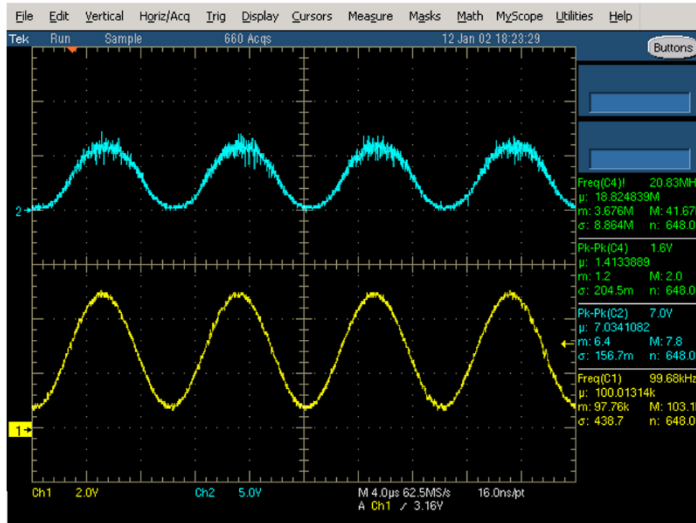 File Edit Vertical Horiz/Acq Trig Display Cursors Measure Masks Math MyScope Utilities Help
Tek Run Sample 660 Acqs 12 Jan 02 18:23:29
Buttons
Freq(C4)! 20.83MH
µ: 18.824839M
m: 3.676M M: 41.67
σ: 8.864M n: 648.0
Pk-Pk(C4) 1.6V
µ: 1.4133889
m: 1.2 M: 2.0
σ: 204.5m n: 648.0
Pk-Pk(C2) 7.0V
µ: 7.0341082
m: 6.4 M: 7.8
σ: 156.7m n: 648.0
Freq(C1) 99.68kHz
µ: 100.01314k
m: 97.76k M: 103.1
σ: 438.7 n: 648.0
2
1
Ch1 2.0V Ch2 5.0V M 4.0µs 62.5MS/s 16.0ns/pt
A Ch1 ∕ 3.16V